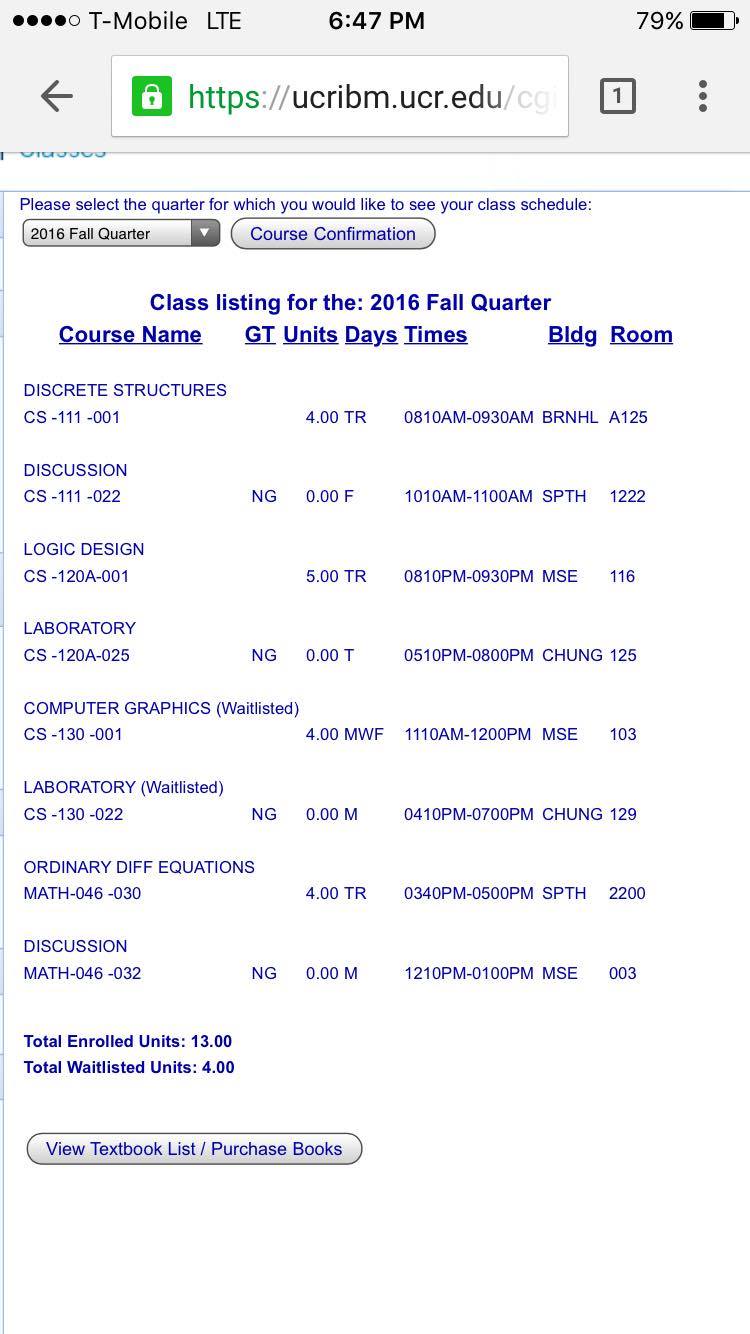 T-Mobile LTE 6:47 PM 79%
https://ucribm.ucr.edu/cgi 1
Classes
Please select the quarter for which you would like to see your class schedule:
2016 Fall Quarter Course Confirmation
Class listing for the: 2016 Fall Quarter
Course Name GT Units Days Times Bldg Room
DISCRETE STRUCTURES
CS -111 -001 4.00 TR 0810AM-0930AM BRNHL A125
DISCUSSION
CS -111 -022 NG 0.00 F 1010AM-1100AM SPTH 1222
LOGIC DESIGN
CS -120A-001 5.00 TR 0810PM-0930PM MSE 116
LABORATORY
CS -120A-025 NG 0.00 T 0510PM-0800PM CHUNG 125
COMPUTER GRAPHICS (Waitlisted)
CS -130 -001 4.00 MWF 1110AM-1200PM MSE 103
LABORATORY (Waitlisted)
CS -130 -022 NG 0.00 M 0410PM-0700PM CHUNG 129
ORDINARY DIFF EQUATIONS
MATH-046 -030 4.00 TR 0340PM-0500PM SPTH 2200
DISCUSSION
MATH-046 -032 NG 0.00 M 1210PM-0100PM MSE 003
Total Enrolled Units: 13.00
Total Waitlisted Units: 4.00
View Textbook List / Purchase Books